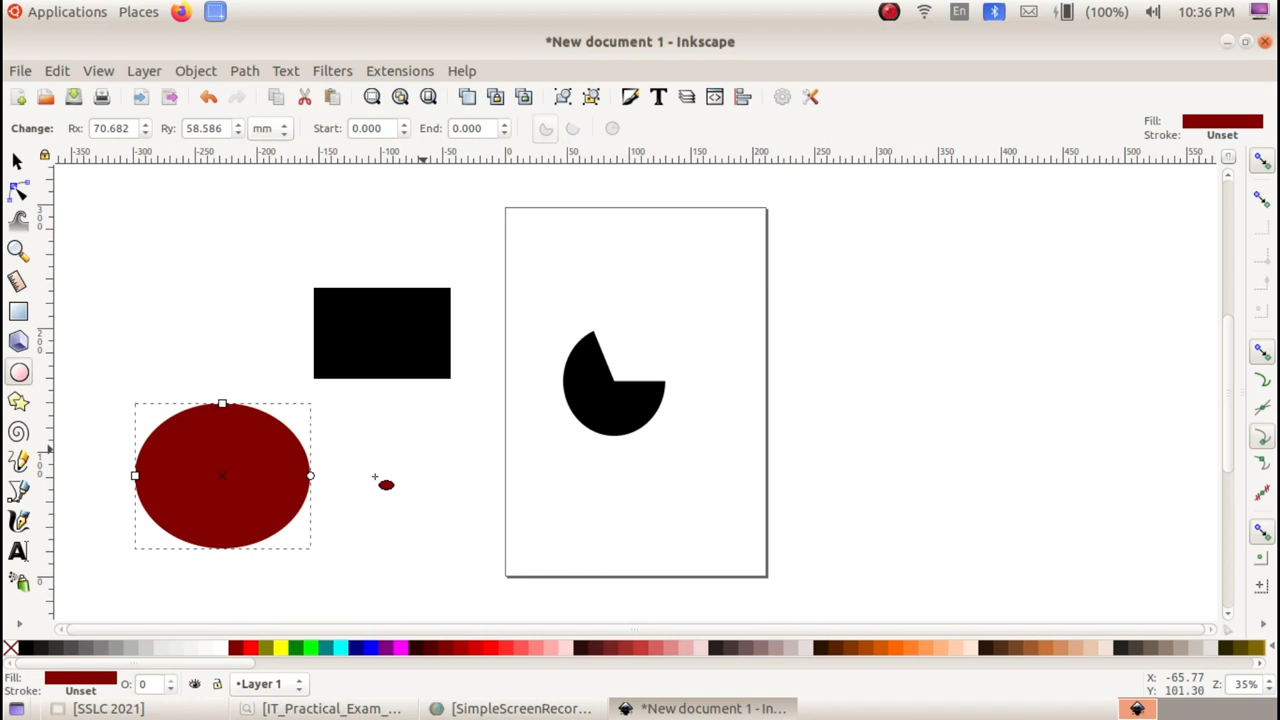 Applications Places En (100%) 10:36 PM
*New document 1 - Inkscape
File Edit View Layer Object Path Text Filters Extensions Help
Change: Rx: 70.682 Ry: 58.586 mm Start: 0.000 End: 0.000 Fill:
Stroke: Unset
-350 -300 -250 -200 -150 -100 -50 0 50 100 150 200 250 300 350 400 450 500 550
300
200
100
0
Fill:
Stroke: Unset O: 0 •Layer 1 X: -65.77
Y: 101.30 Z: 35%
[SSLC 2021] [IT_Practical_Exam_... [SimpleScreenRecor... *New document 1 - In...